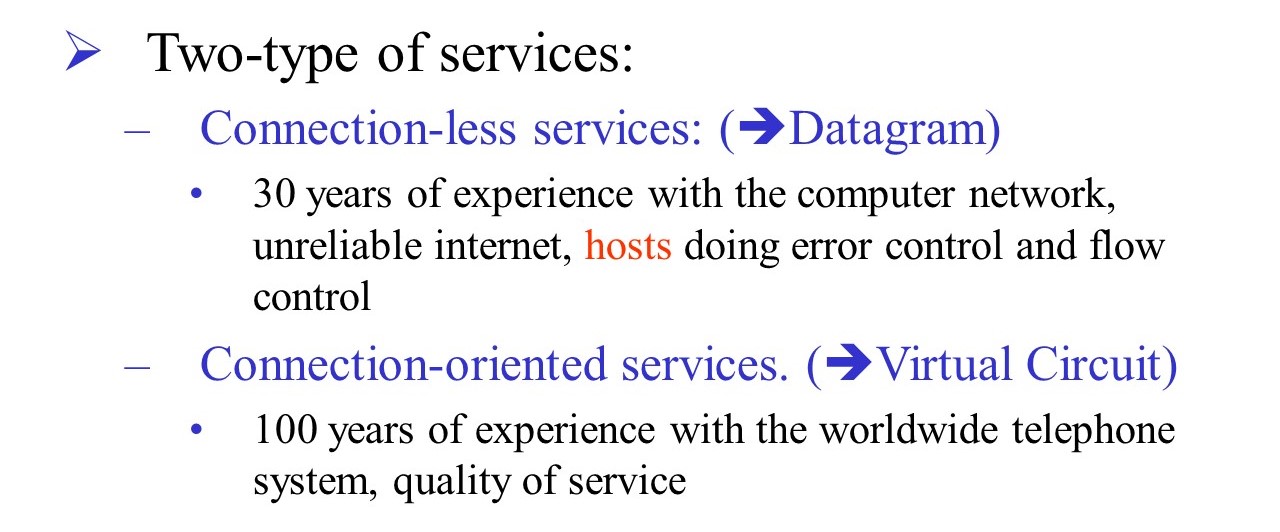 ➢ Two-type of services:
– Connection-less services: (➔Datagram)
• 30 years of experience with the computer network,
unreliable internet, hosts doing error control and flow
control
– Connection-oriented services. (➔Virtual Circuit)
• 100 years of experience with the worldwide telephone
system, quality of service